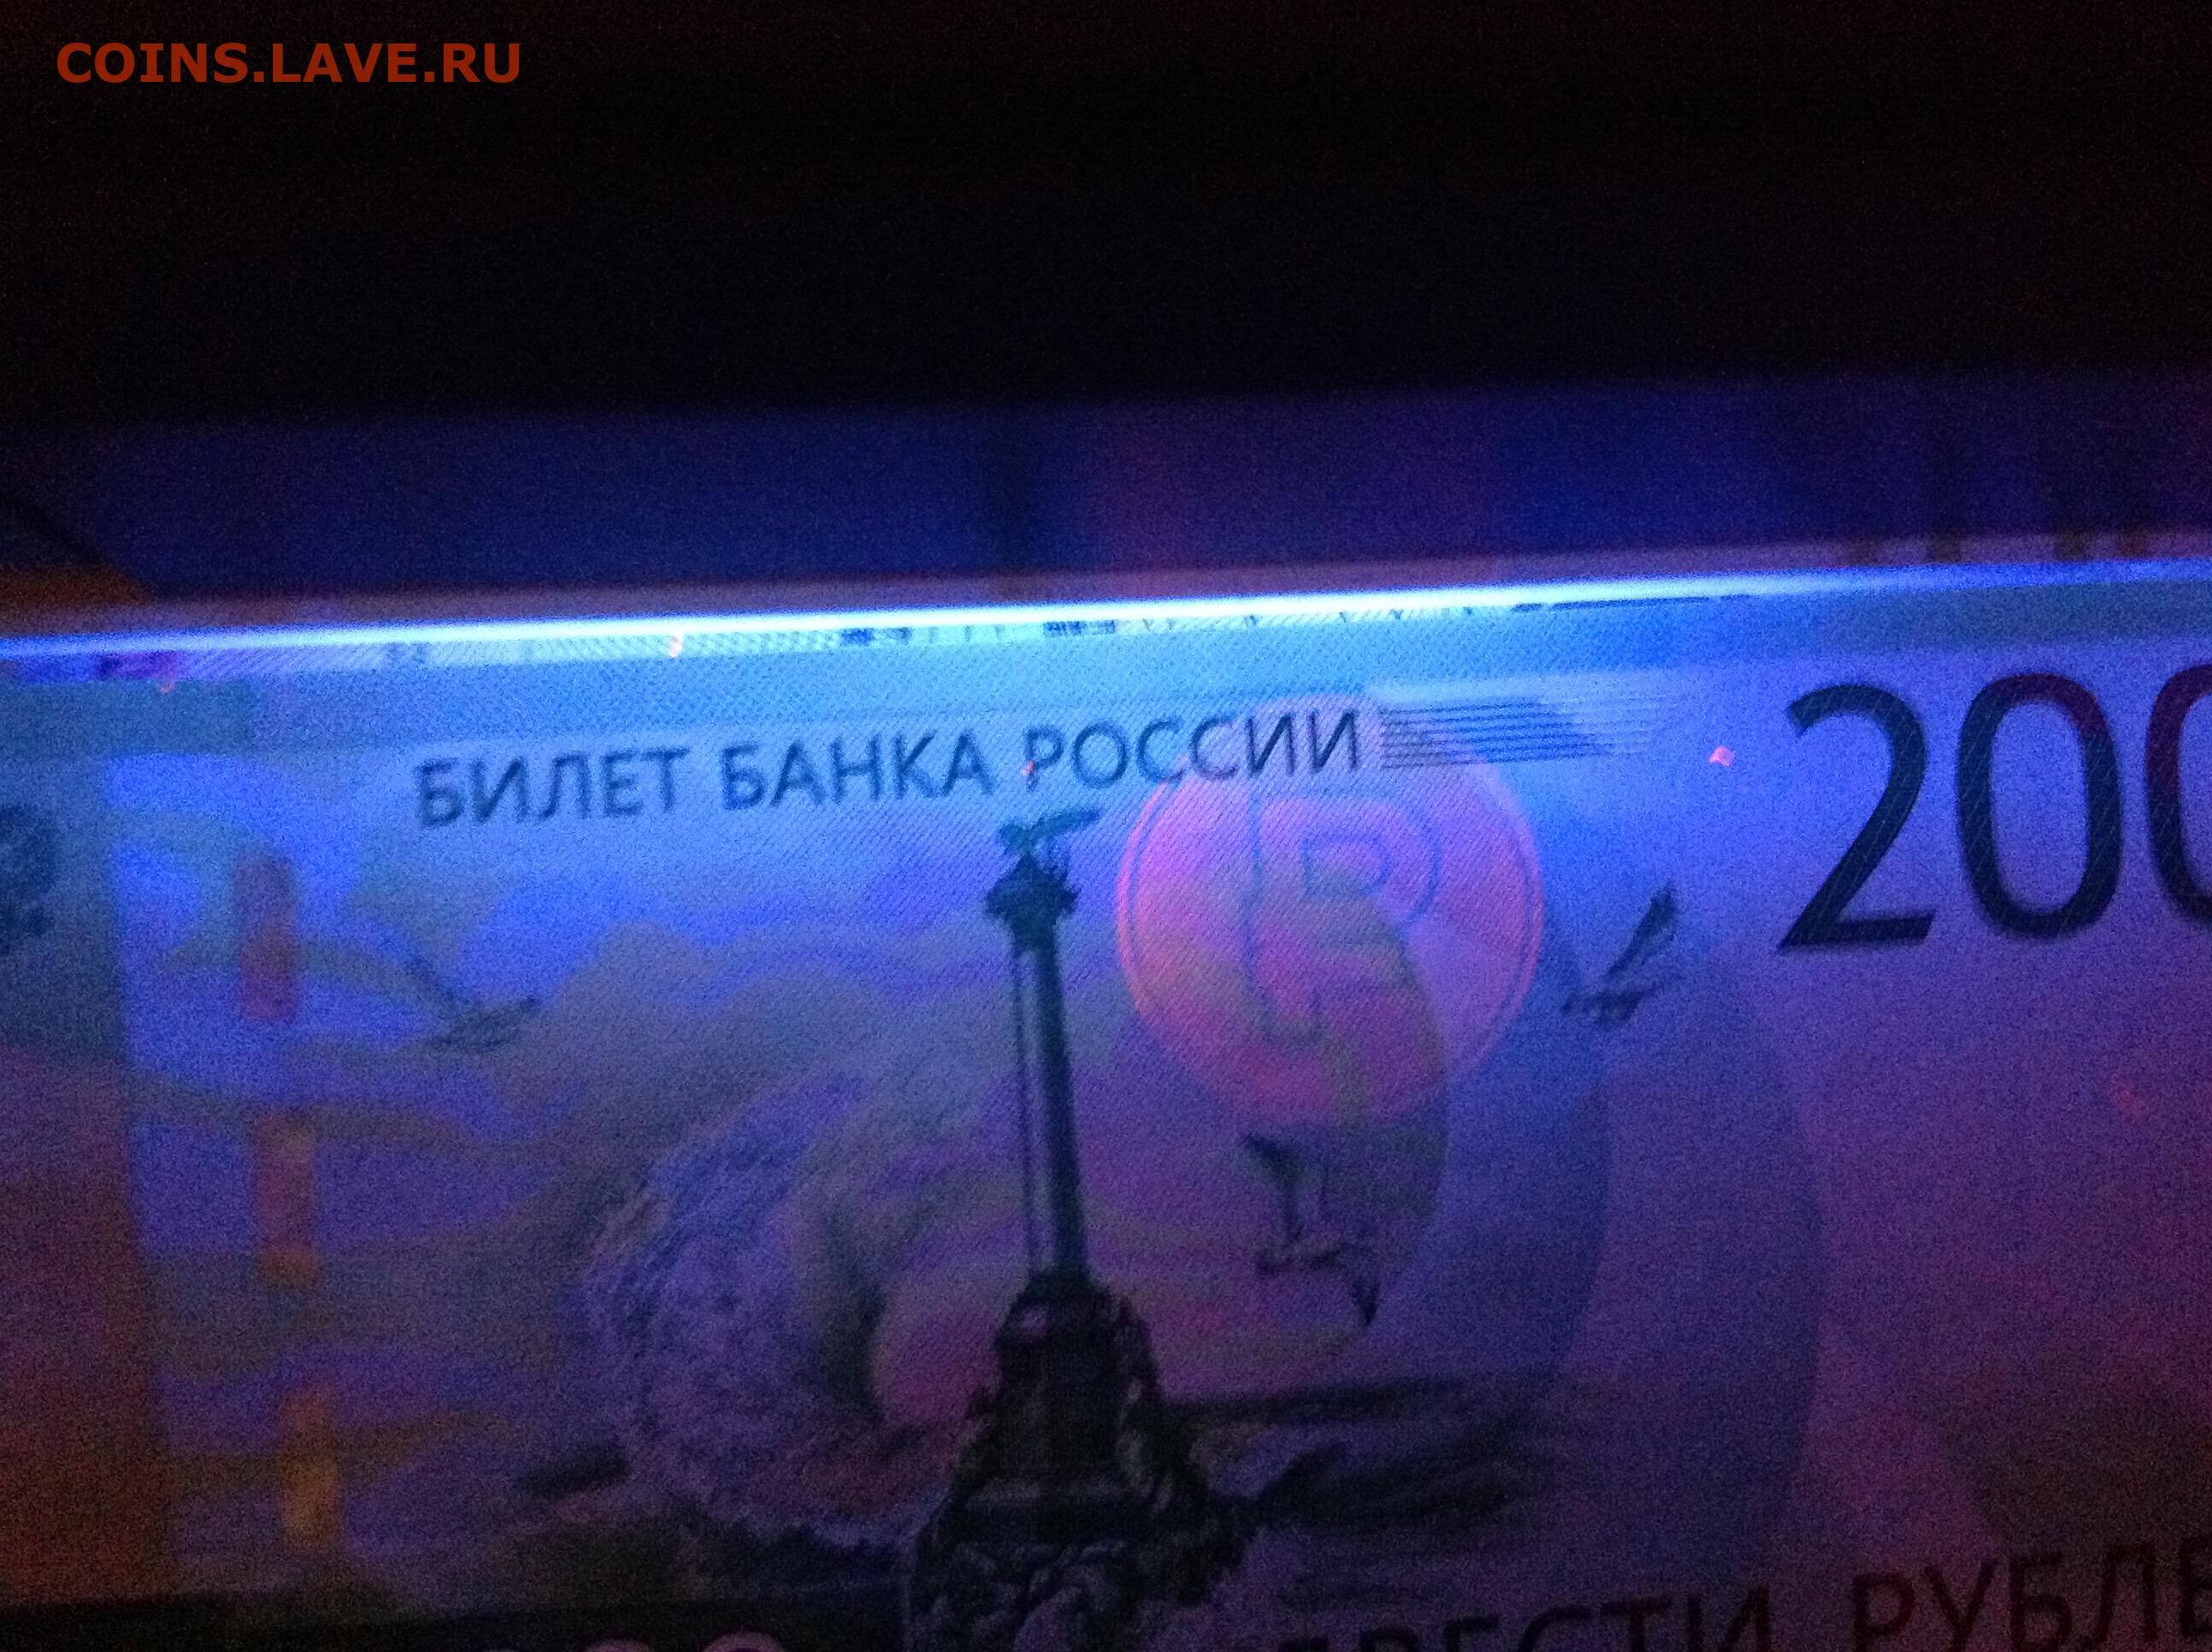 COINS.LAVE.RU
БИЛЕТ БАНКА РОССИИ
200